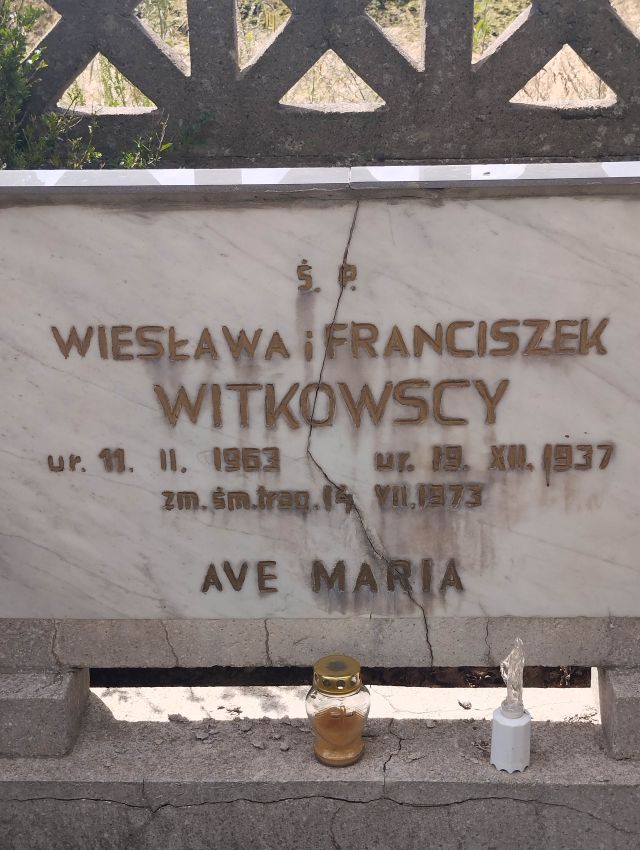 Ś. P.
WIESŁAWA i FRANCISZEK
WITKOWSCY
ur. 11. II. 1963 ur. 19. XII. 1937
zm. śm. trag. 14 VII. 1973
AVE MARIA